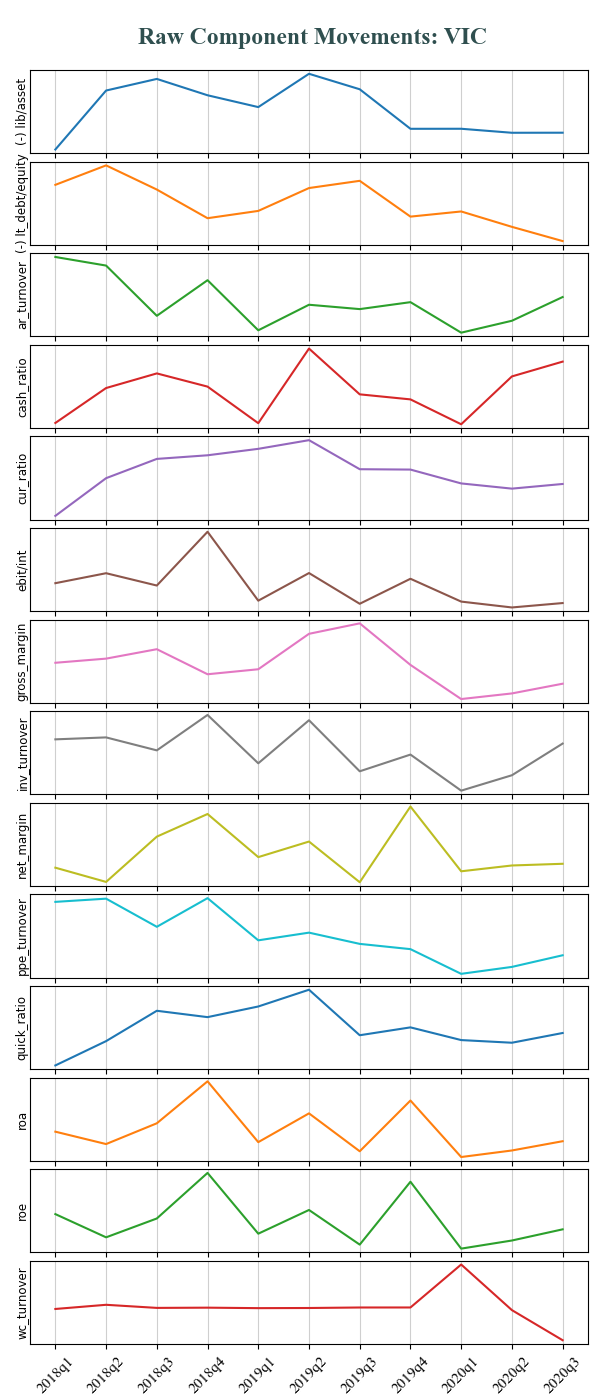 Raw Component Movements: VIC
(-) lib/asset
(-) lt_debt/equity
ar_turnover
cash_ratio
cur_ratio
ebit/int
gross_margin
inv_turnover
net_margin
ppe_turnover
quick_ratio
roa
roe
wc_turnover
2018q1 2018q2 2018q3 2018q4 2019q1 2019q2 2019q3 2019q4 2020q1 2020q2 2020q3